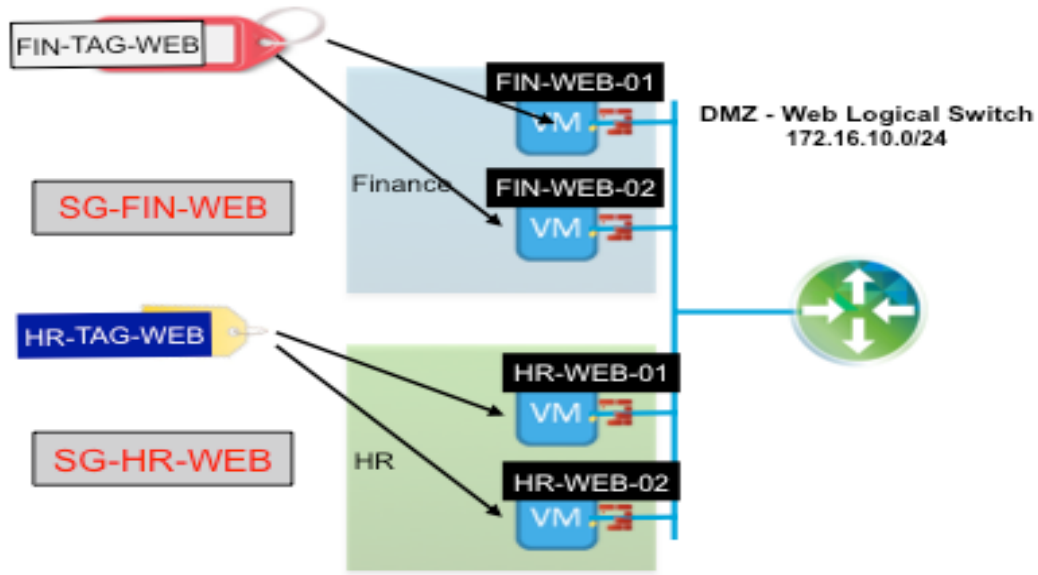 FIN-TAG-WEB
FIN-WEB-01
VM
DMZ - Web Logical Switch
172.16.10.0/24
Finance
FIN-WEB-02
VM
SG-FIN-WEB
HR-TAG-WEB
HR-WEB-01
VM
SG-HR-WEB
HR
HR-WEB-02
VM